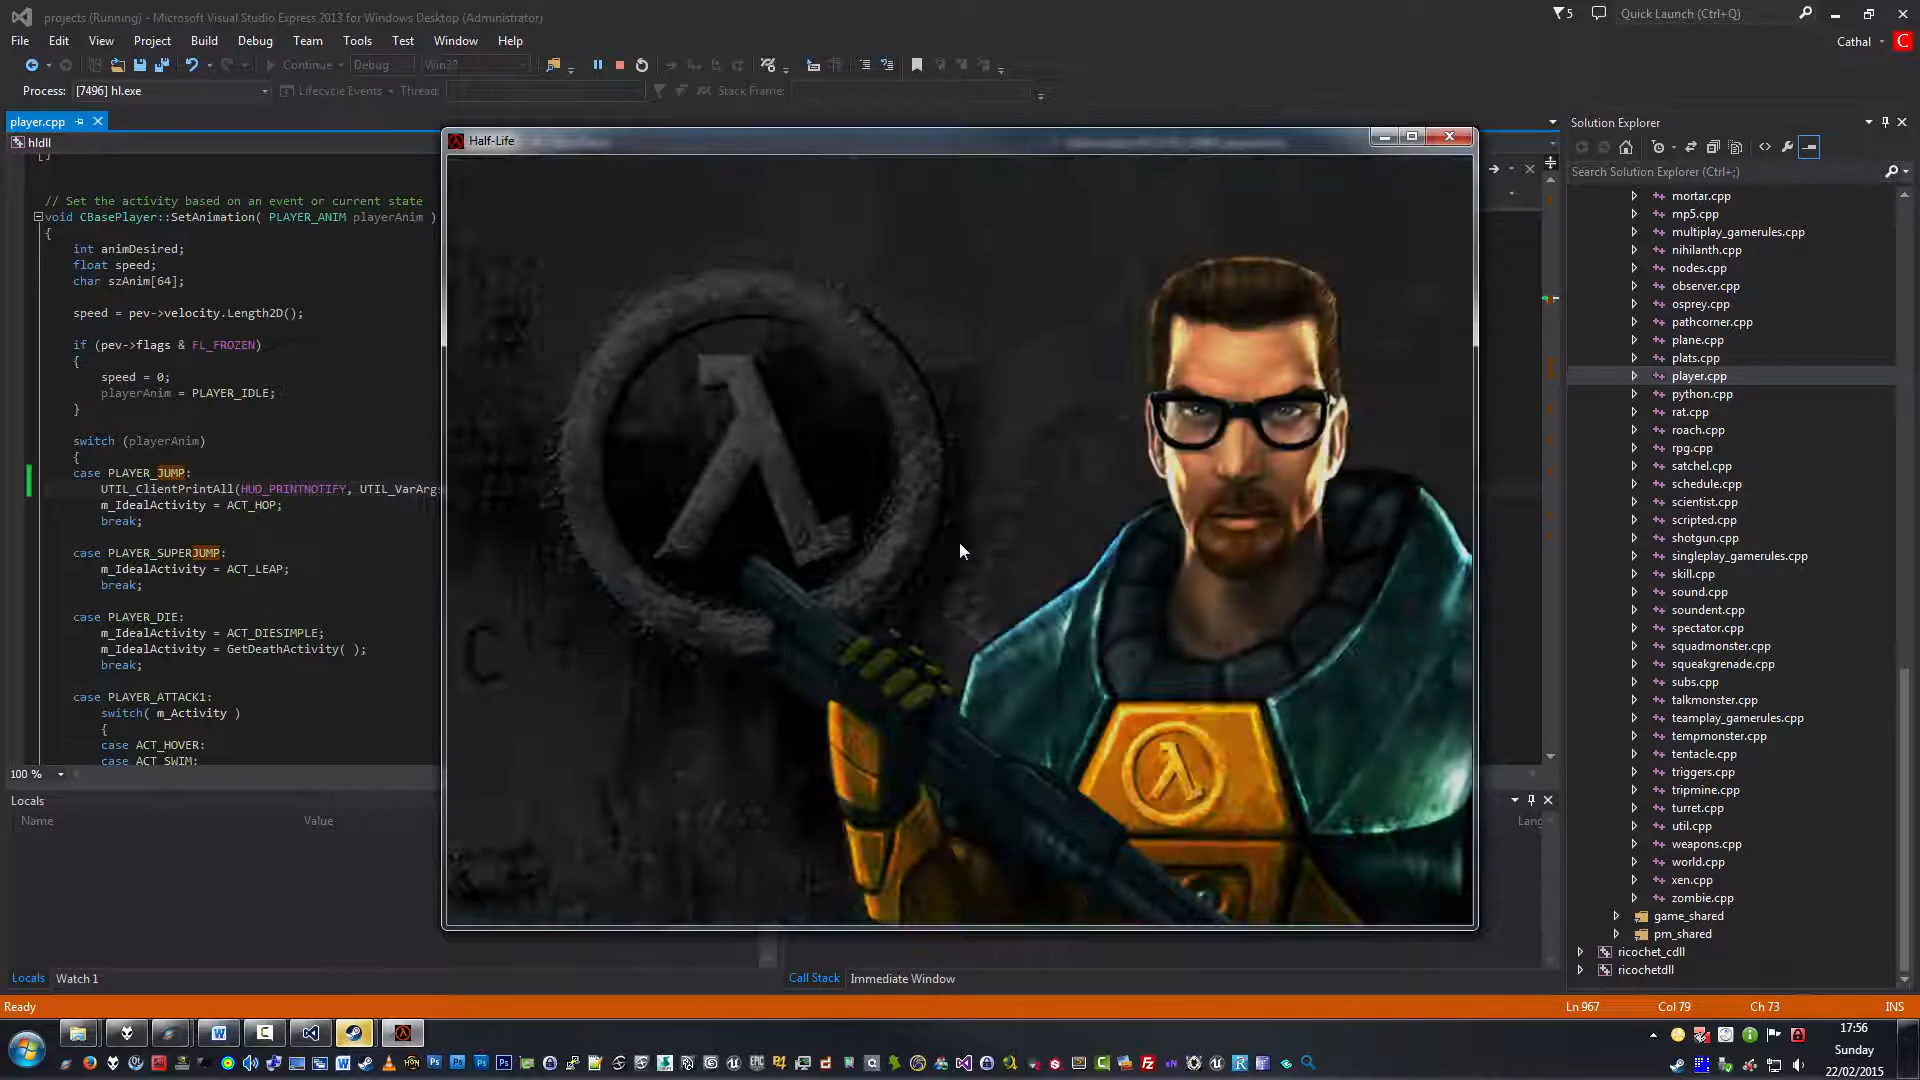 projects (Running) - Microsoft Visual Studio Express 2013 for Windows Desktop (Administrator)
5
Quick Launch (Ctrl+Q)
File Edit View Project Build Debug Team Tools Test Window Help
Cathal
C
Continue Debug Win32
Process: [7496] hl.exe Lifecycle Events Thread: Stack Frame:
player.cpp
hldll
// Set the activity based on an event or current state
void CBasePlayer::SetAnimation( PLAYER_ANIM playerAnim )
{
int animDesired;
float speed;
char szAnim[64];
speed = pev->velocity.Length2D();
if (pev->flags & FL_FROZEN)
{
speed = 0;
playerAnim = PLAYER_IDLE;
}
switch (playerAnim)
{
case PLAYER_JUMP:
UTIL_ClientPrintAll(HUD_PRINTNOTIFY, UTIL_VarArgs
m_IdealActivity = ACT_HOP;
break;
case PLAYER_SUPERJUMP:
m_IdealActivity = ACT_LEAP;
break;
case PLAYER_DIE:
m_IdealActivity = ACT_DIESIMPLE;
m_IdealActivity = GetDeathActivity( );
break;
case PLAYER_ATTACK1:
switch( m_Activity )
{
case ACT_HOVER:
case ACT_SWIM:
100 %
Half-Life
Solution Explorer
Search Solution Explorer (Ctrl+;)
mortar.cpp
mp5.cpp
multiplay_gamerules.cpp
nihilanth.cpp
nodes.cpp
observer.cpp
osprey.cpp
pathcorner.cpp
plane.cpp
plats.cpp
player.cpp
python.cpp
rat.cpp
roach.cpp
rpg.cpp
satchel.cpp
schedule.cpp
scientist.cpp
scripted.cpp
shotgun.cpp
singleplay_gamerules.cpp
skill.cpp
sound.cpp
soundent.cpp
spectator.cpp
squadmonster.cpp
squeakgrenade.cpp
subs.cpp
talkmonster.cpp
teamplay_gamerules.cpp
tempmonster.cpp
tentacle.cpp
triggers.cpp
tripmine.cpp
turret.cpp
util.cpp
weapons.cpp
world.cpp
xen.cpp
zombie.cpp
game_shared
pm_shared
ricochet_cdll
ricochetdll
Locals
Name Value
Lang
Locals Watch 1
Call Stack Immediate Window
Ready
Ln 967 Col 79 Ch 73 INS
17:56
Sunday
22/02/2015